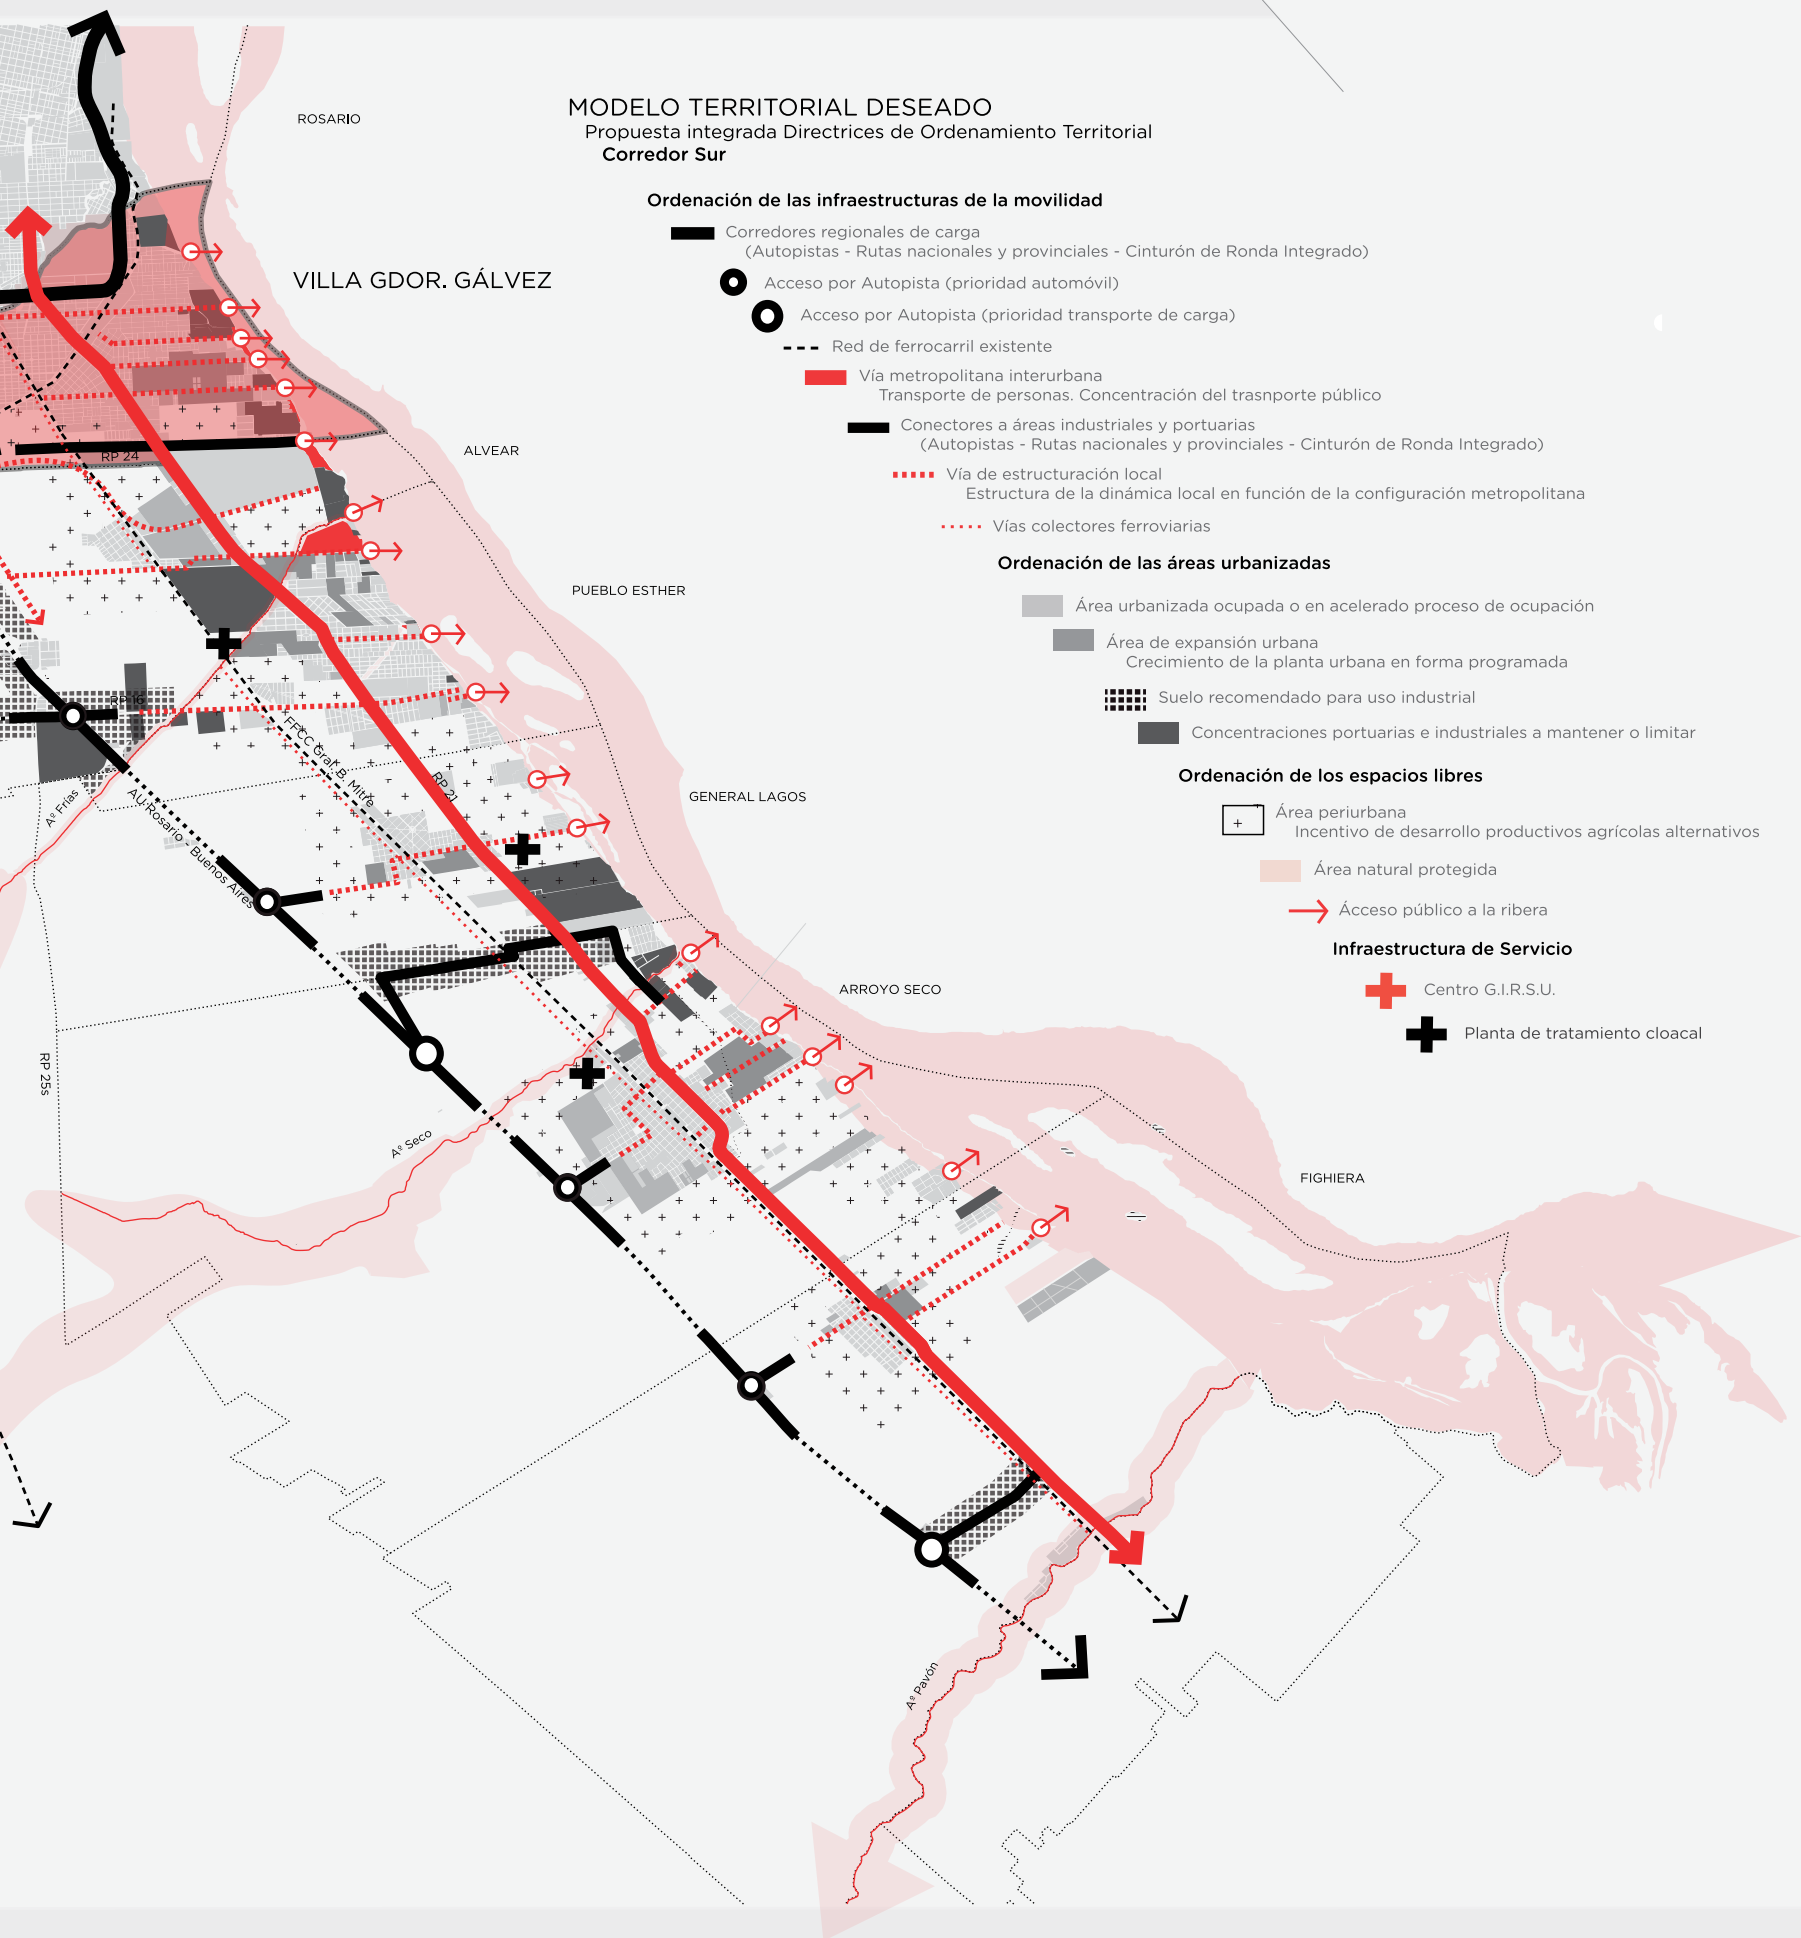 ROSARIO
MODELO TERRITORIAL DESEADO
Propuesta integrada Directrices de Ordenamiento Territorial
Corredor Sur
Ordenación de las infraestructuras de la movilidad
Corredores regionales de carga
(Autopistas - Rutas nacionales y provinciales - Cinturón de Ronda Integrado)
VILLA GDOR. GÁLVEZ
Acceso por Autopista (prioridad automóvil)
Acceso por Autopista (prioridad transporte de carga)
Red de ferrocarril existente
Vía metropolitana interurbana
Transporte de personas. Concentración del trasnporte público
Conectores a áreas industriales y portuarias
(Autopistas - Rutas nacionales y provinciales - Cinturón de Ronda Integrado)
ALVEAR
RP 24
Vía de estructuración local
Estructura de la dinámica local en función de la configuración metropolitana
Vías colectores ferroviarias
Ordenación de las áreas urbanizadas
PUEBLO ESTHER
Área urbanizada ocupada o en acelerado proceso de ocupación
Área de expansión urbana
Crecimiento de la planta urbana en forma programada
RP 16
Suelo recomendado para uso industrial
Concentraciones portuarias e industriales a mantener o limitar
FFCC Gral. B. Mitre
RP 21
Ordenación de los espacios libres
GENERAL LAGOS
Aº Frías
AU Rosario - Buenos Aires
Área periurbana
Incentivo de desarrollo productivos agrícolas alternativos
Área natural protegida
Ácceso público a la ribera
Infraestructura de Servicio
ARROYO SECO
Centro G.I.R.S.U.
Planta de tratamiento cloacal
RP 25s
Aº Seco
FIGHIERA
Aº Pavón